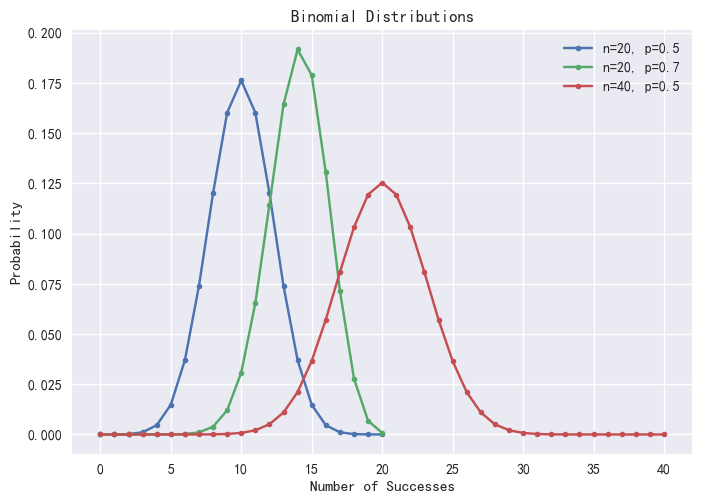 Binomial Distributions
n=20, p=0.5
n=20, p=0.7
n=40, p=0.5
Probability
0.200
0.175
0.150
0.125
0.100
0.075
0.050
0.025
0.000
0 5 10 15 20 25 30 35 40
Number of Successes